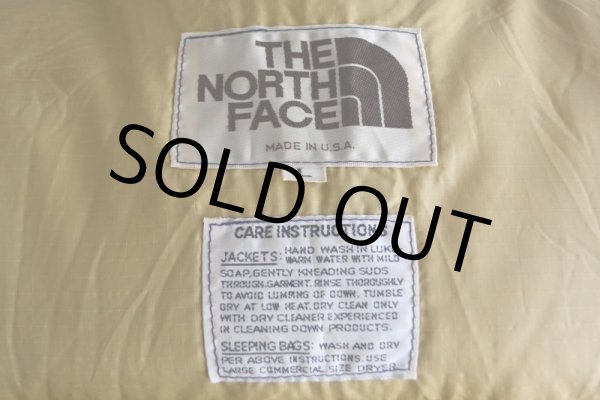 THE
NORTH
FACE
MADE IN U.S.A.
SOLD OUT
CARE INSTRUCTIONS
JACKETS: HAND WASH IN LUKE
WARM WATER WITH MILD
SOAP, GENTLY KNEADING SUDS
THROUGH GARMENT. RINSE THOROUGHLY
TO AVOID LUMPING OF DOWN. TUMBLE
DRY AT LOW HEAT. DRY CLEAN ONLY
WITH DRY CLEANER EXPERIENCED
IN CLEANING DOWN PRODUCTS.
SLEEPING BAGS: WASH AND DRY
PER ABOVE INSTRUCTIONS. USE
LARGE COMMERCIAL SIZE DRYER